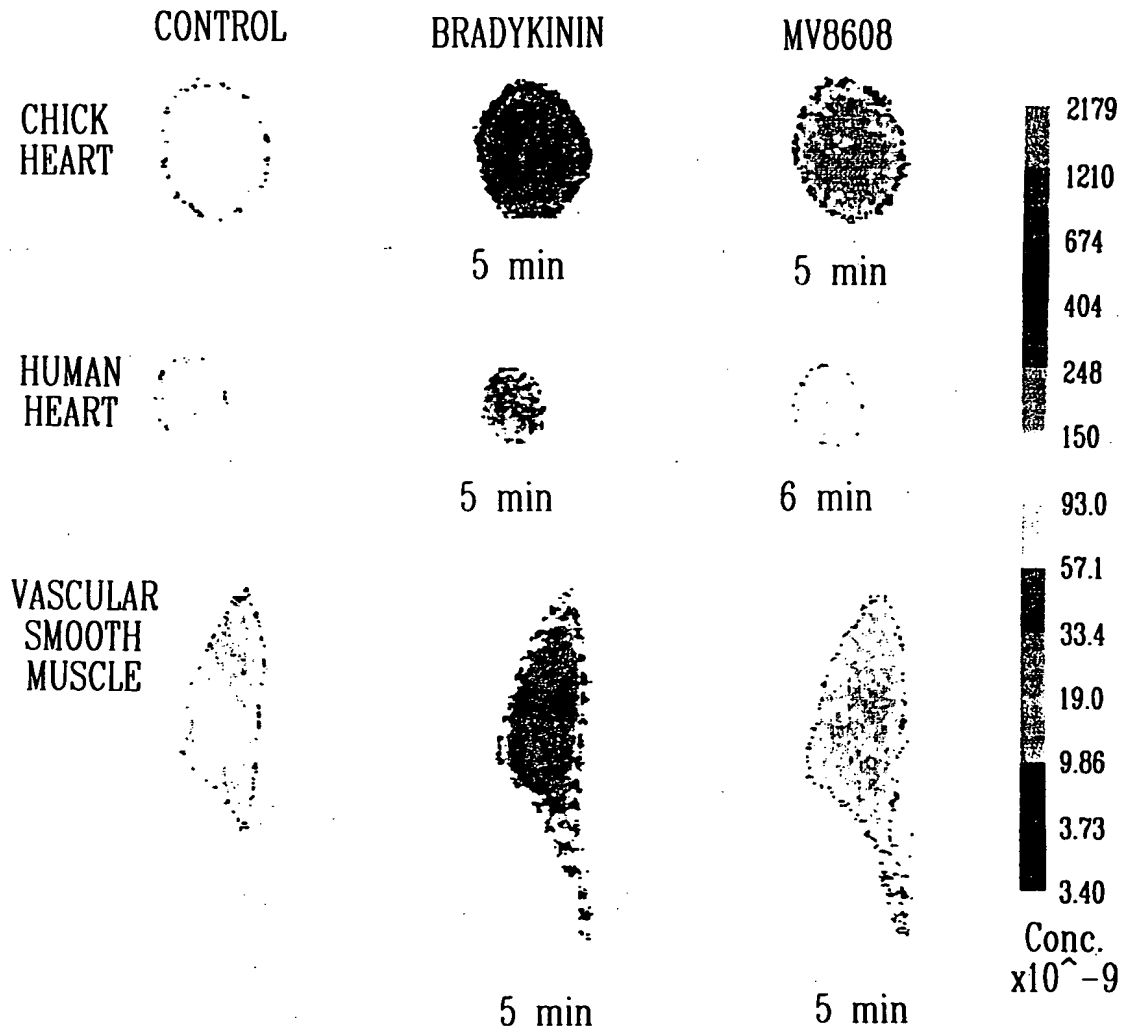 CONTROL
BRADYKININ
MV8608
CHICK
HEART
5 min
5 min
HUMAN
HEART
5 min
6 min
VASCULAR
SMOOTH
MUSCLE
5 min
5 min
2179
1210
674
404
248
150
93.0
57.1
33.4
19.0
9.86
3.73
3.40
Conc.
x10^-9